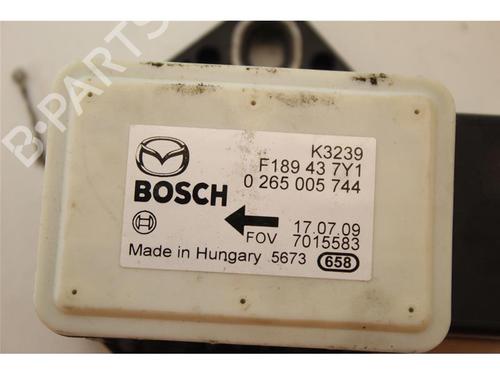 B-PARTS
K3239
F189 43 7Y1
BOSCH 0 265 005 744
17.07.09
FOV 7015583
Made in Hungary 5673 658